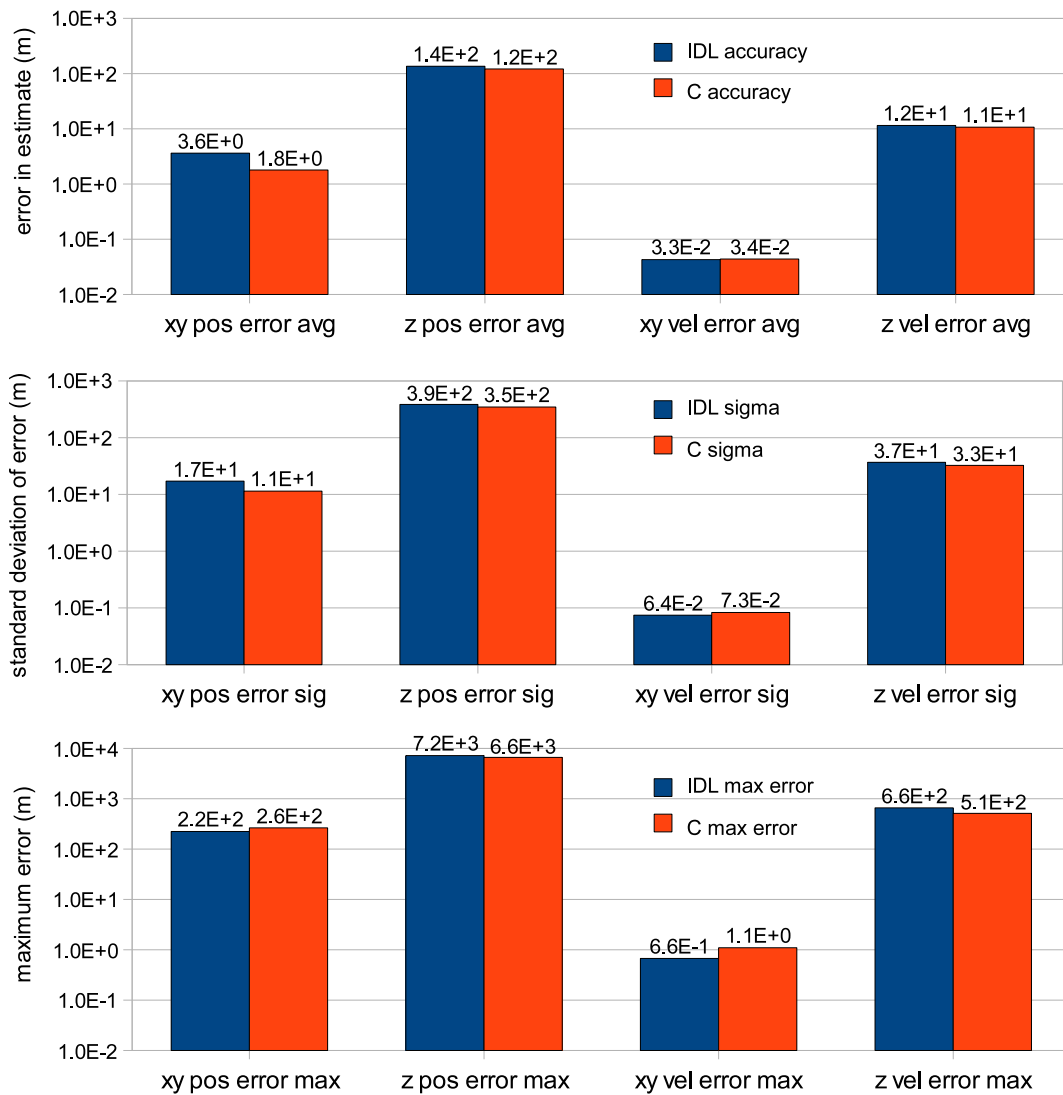 error in estimate (m)
1.0E+3
1.0E+2
1.0E+1
1.0E+0
1.0E-1
1.0E-2
IDL accuracy
C accuracy
3.6E+0
1.8E+0
1.4E+2
1.2E+2
3.3E-2
3.4E-2
1.2E+1
1.1E+1
xy pos error avg
z pos error avg
xy vel error avg
z vel error avg
standard deviation of error (m)
1.0E+3
1.0E+2
1.0E+1
1.0E+0
1.0E-1
1.0E-2
IDL sigma
C sigma
1.7E+1
1.1E+1
3.9E+2
3.5E+2
6.4E-2
7.3E-2
3.7E+1
3.3E+1
xy pos error sig
z pos error sig
xy vel error sig
z vel error sig
maximum error (m)
1.0E+4
1.0E+3
1.0E+2
1.0E+1
1.0E+0
1.0E-1
1.0E-2
IDL max error
C max error
2.2E+2
2.6E+2
7.2E+3
6.6E+3
6.6E-1
1.1E+0
6.6E+2
5.1E+2
xy pos error max
z pos error max
xy vel error max
z vel error max